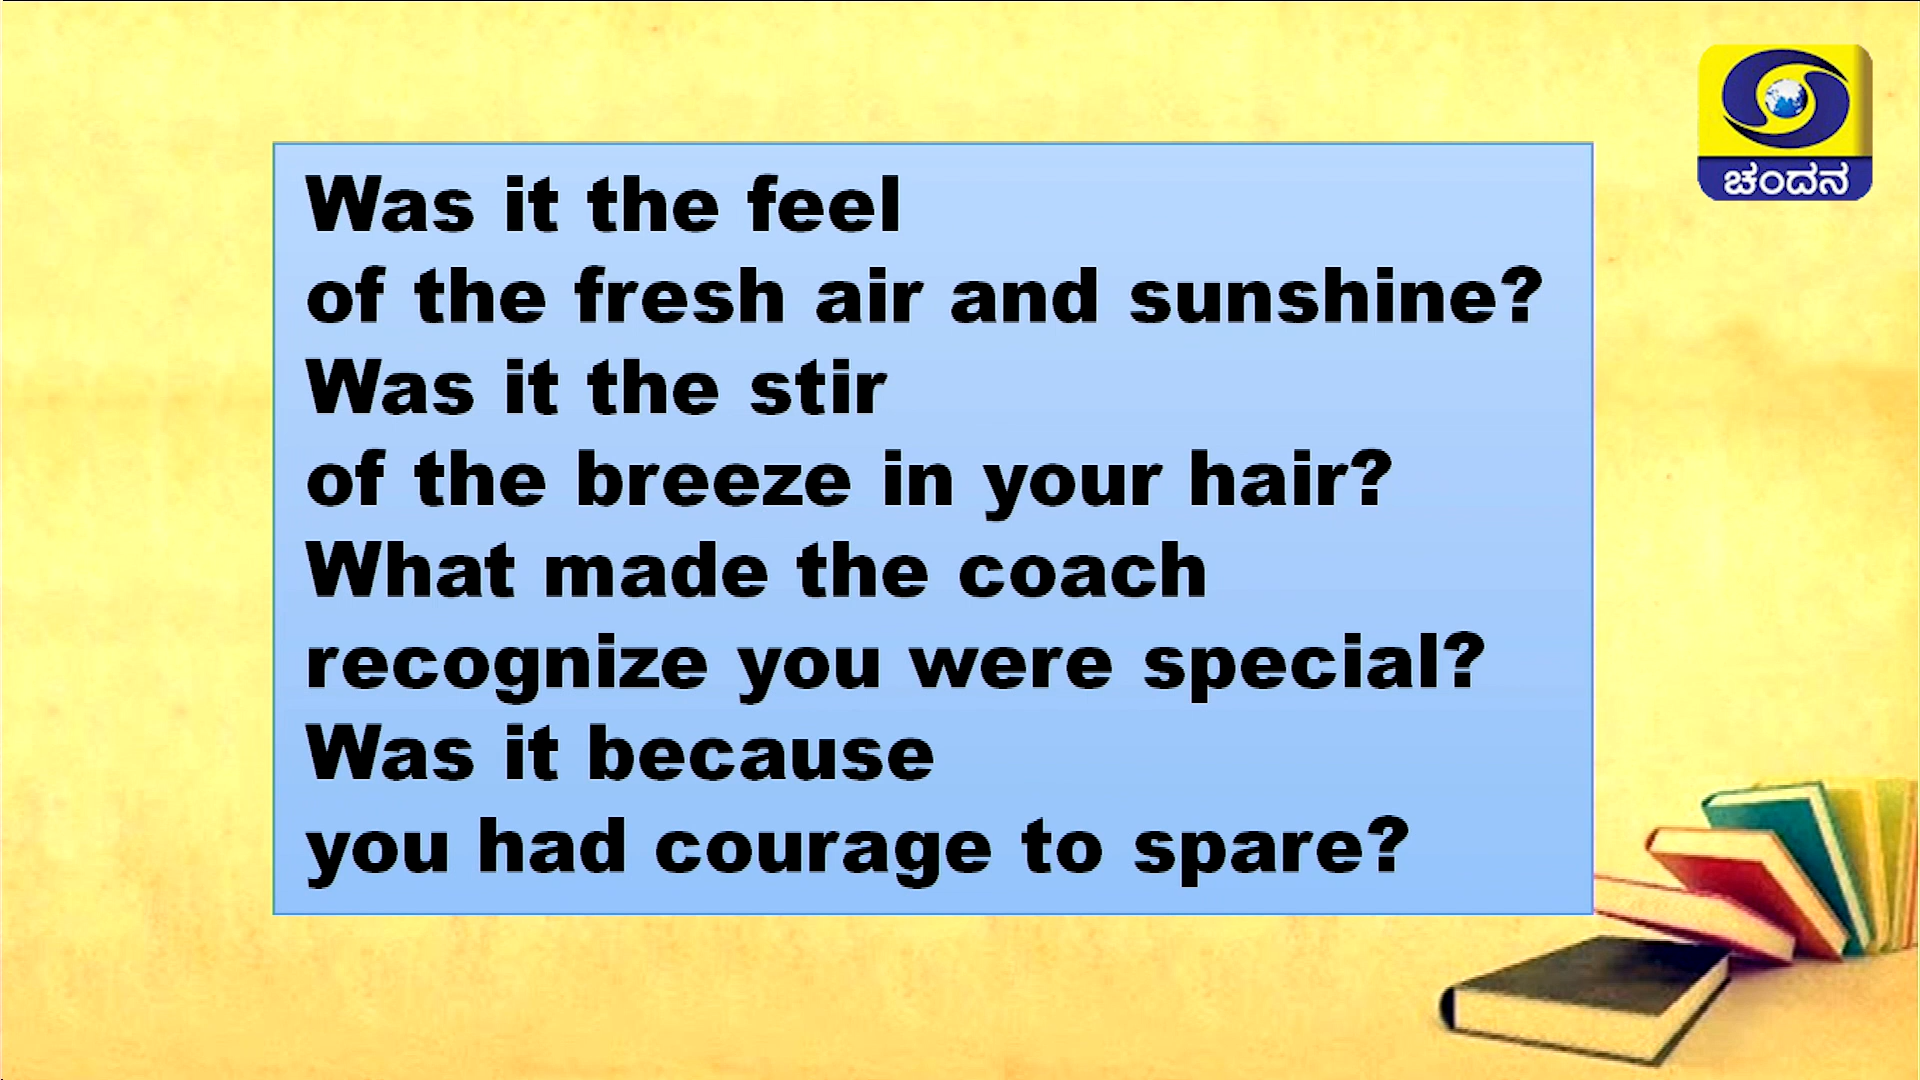 ಚಂದನ
Was it the feel
of the fresh air and sunshine?
Was it the stir
of the breeze in your hair?
What made the coach
recognize you were special?
Was it because
you had courage to spare?